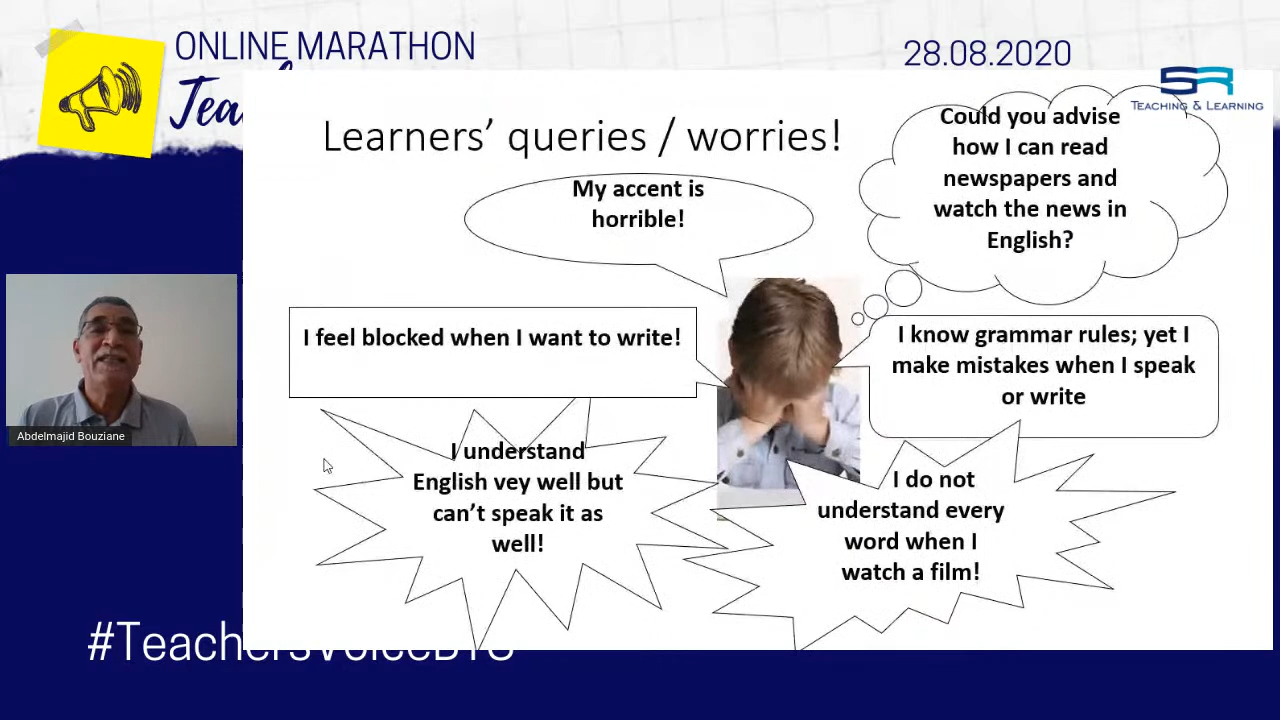 ONLINE MARATHON
28.08.2020
TEACHING & LEARNING
Learners’ queries / worries!
My accent is
horrible!
Could you advise
how I can read
newspapers and
watch the news in
English?
I feel blocked when I want to write!
I know grammar rules; yet I
make mistakes when I speak
or write
Abdelmajid Bouziane
I understand
English vey well but
can’t speak it as
well!
I do not
understand every
word when I
watch a film!